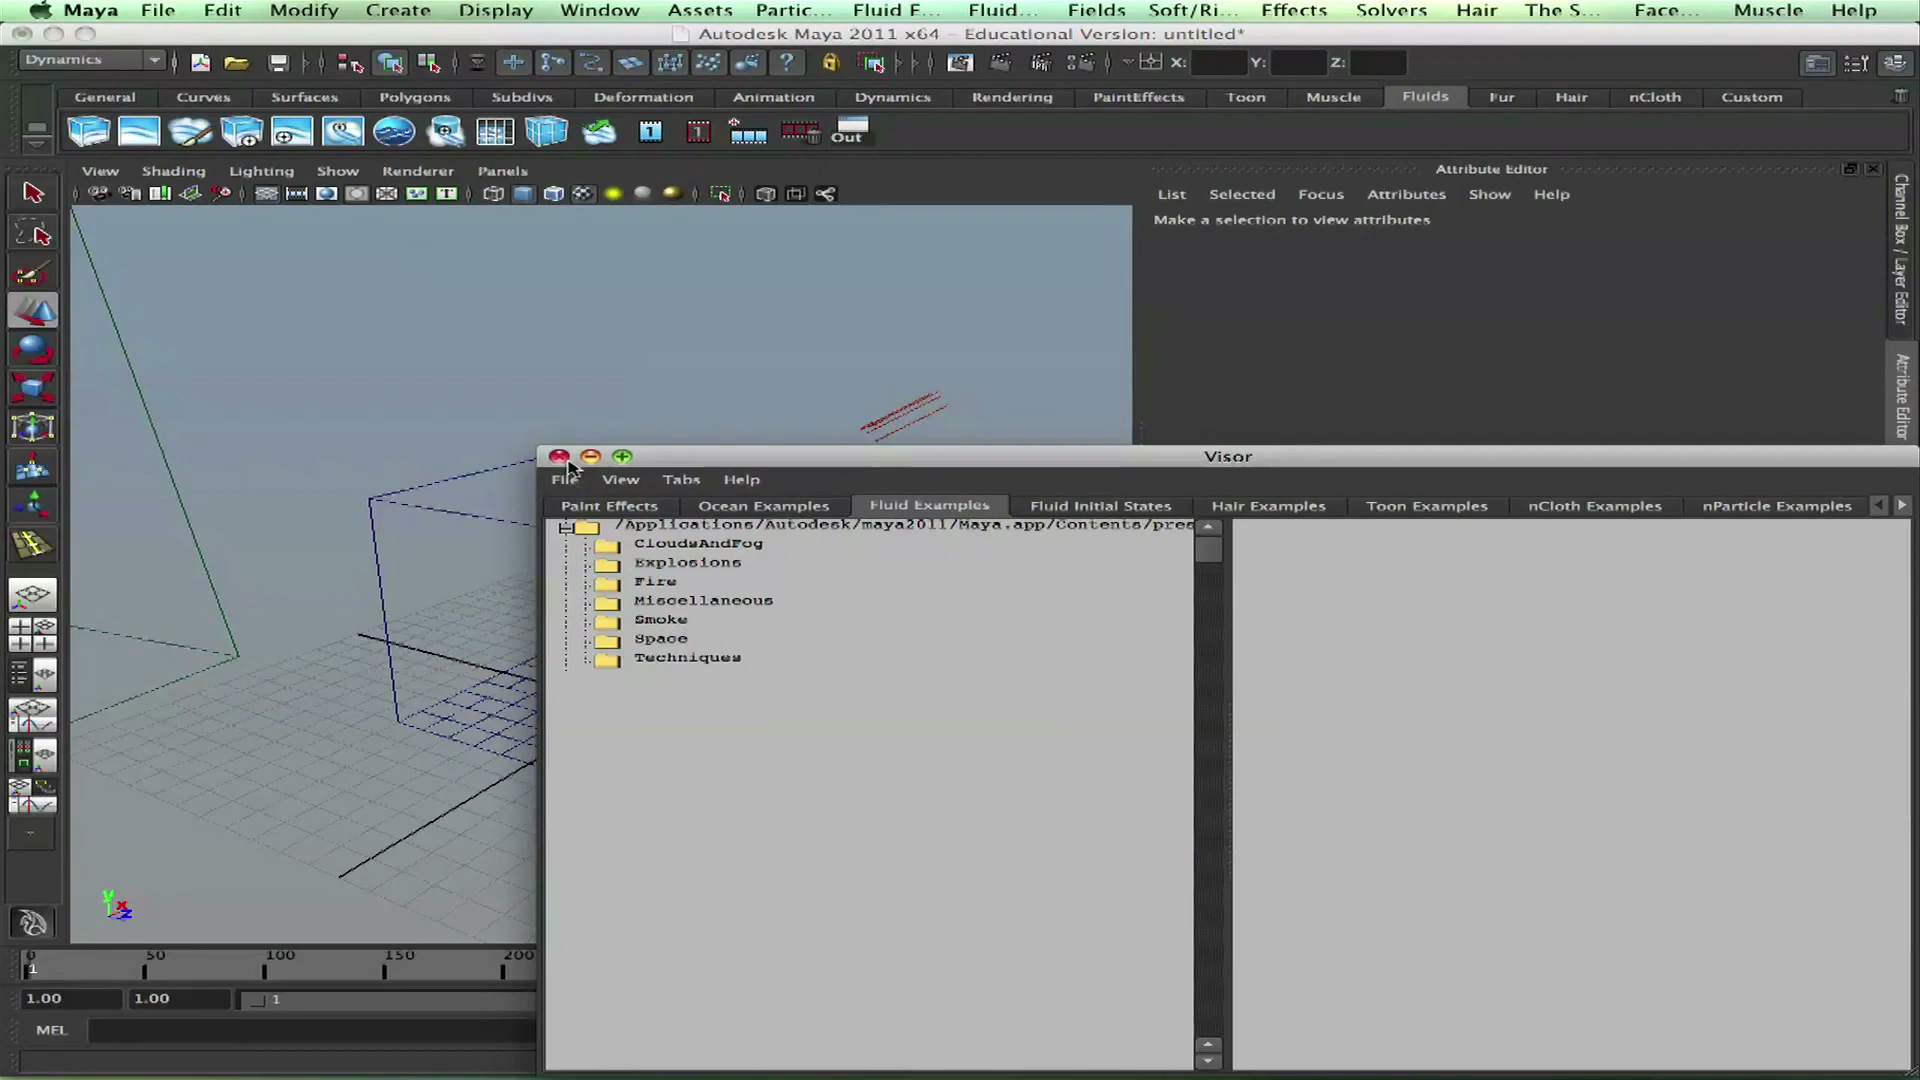 Maya File Edit Modify Create Display Window Assets Partic... Fluid E... Fluid... Fields Soft/Ri... Effects Solvers Hair The S... Face... Muscle Help
Autodesk Maya 2011 x64 – Educational Version: untitled*
Dynamics X: Y: Z:
General Curves Surfaces Polygons Subdivs Deformation Animation Dynamics Rendering PaintEffects Toon Muscle Fluids Fur Hair nCloth Custom
1 1 Out
View Shading Lighting Show Renderer Panels
Attribute Editor
List Selected Focus Attributes Show Help
Make a selection to view attributes
Channel Box / Layer Editor
Attribute Editor
Visor
File View Tabs Help
Paint Effects Ocean Examples Fluid Examples Fluid Initial States Hair Examples Toon Examples nCloth Examples nParticle Examples
/Applications/Autodesk/maya2011/Maya.app/Contents/pres
CloudsAndFog
Explosions
Fire
Miscellaneous
Smoke
Space
Techniques
y x z
0 50 100 150 200
1
1.00 1.00 1
MEL